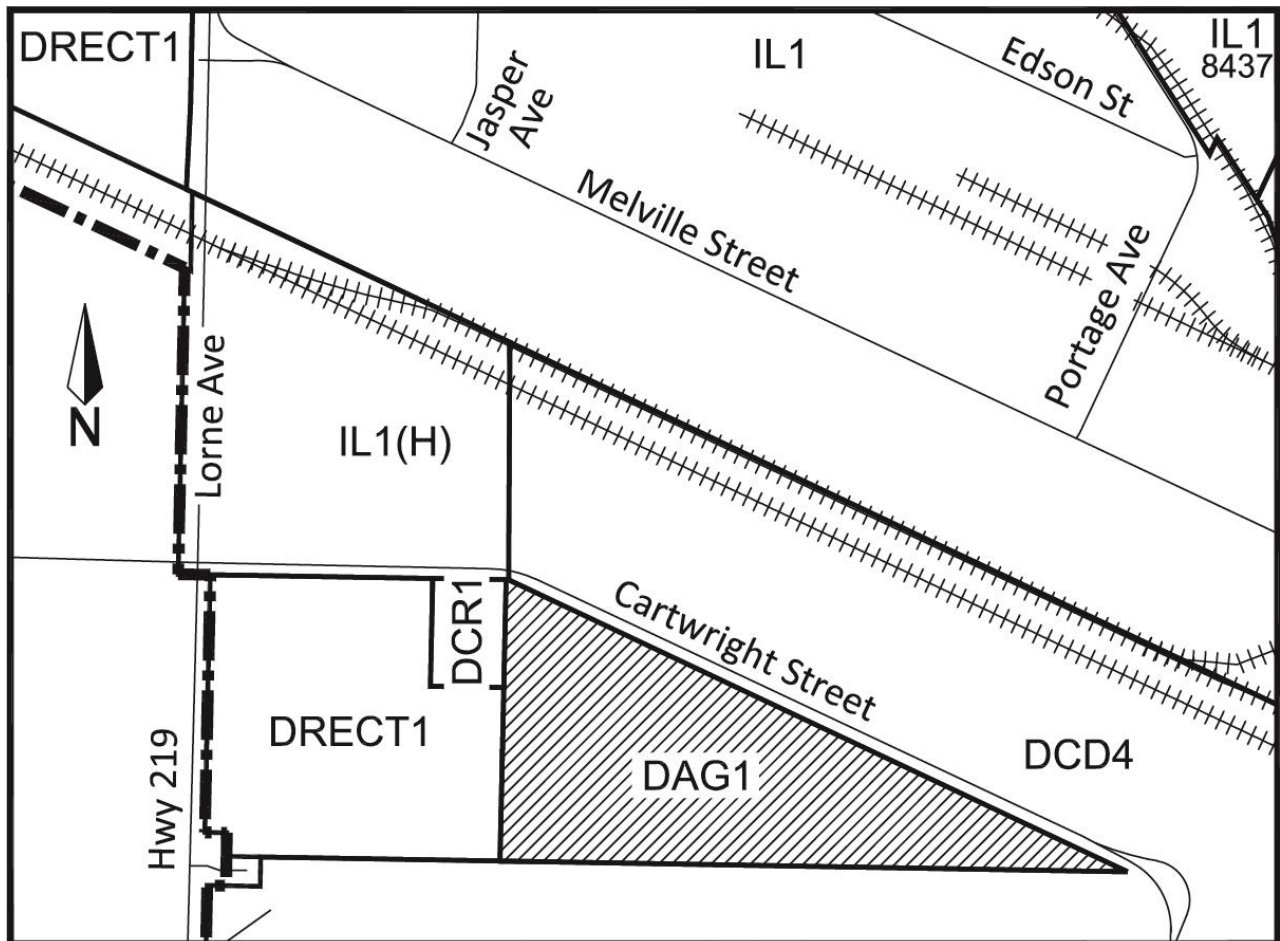 DRECT1
IL1
IL1
8437
Edson St
Jasper
Ave
Melville Street
Portage Ave
Lorne Ave
N
IL1(H)
Cartwright Street
DCR1
DRECT1
DAG1
DCD4
Hwy 219